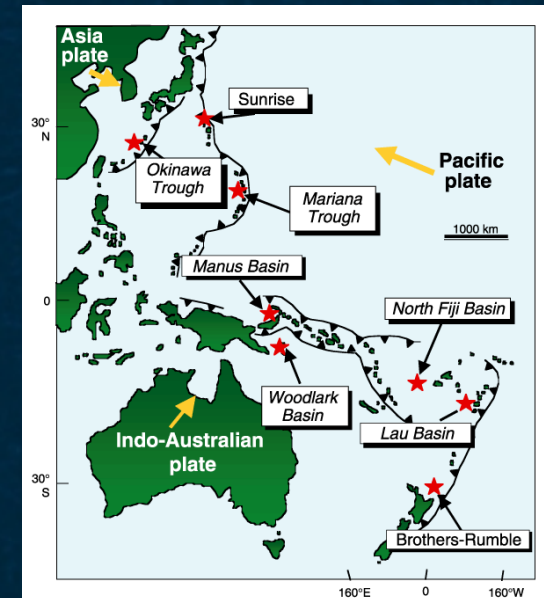 Asia
plate
Sunrise
30°
N
Okinawa
Trough
Pacific
plate
Mariana
Trough
1000 km
Manus Basin
0
North Fiji Basin
Woodlark
Basin
Lau Basin
Indo-Australian
plate
30°
S
Brothers-Rumble
160°E
0
160°W